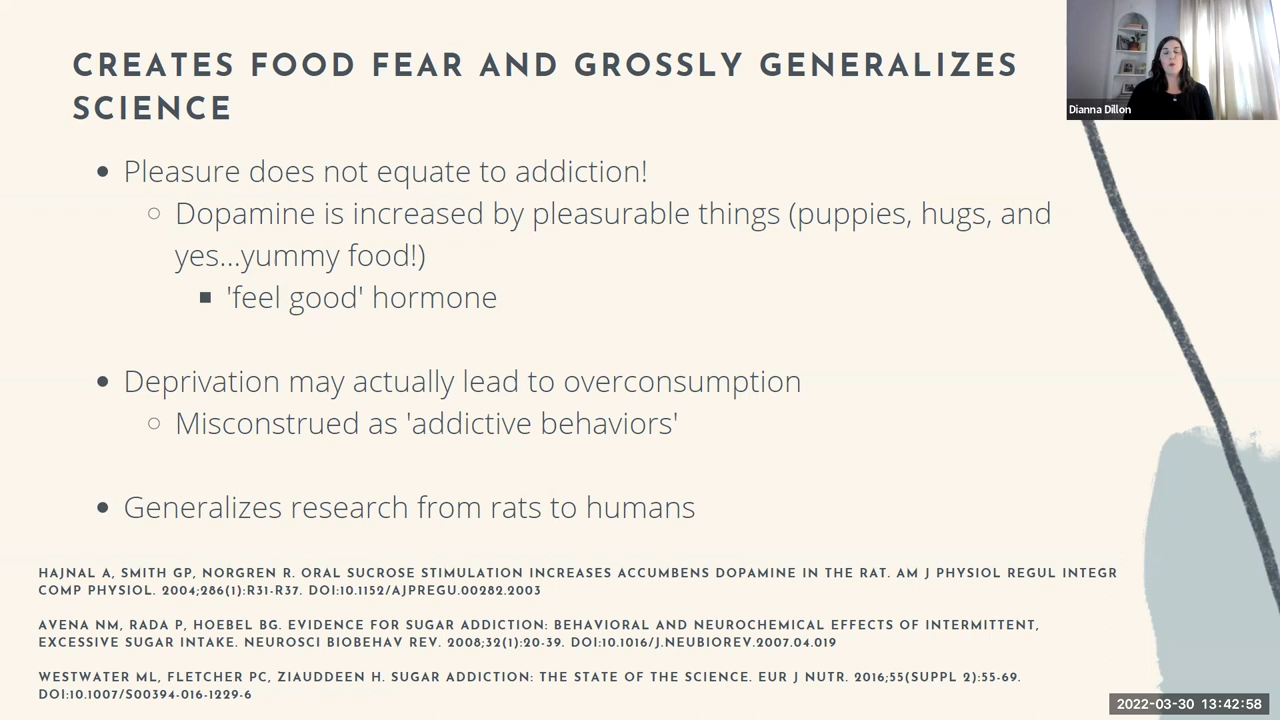 CREATES FOOD FEAR AND GROSSLY GENERALIZES
SCIENCE
Dianna Dillon
• Pleasure does not equate to addiction!
○ Dopamine is increased by pleasurable things (puppies, hugs, and
yes...yummy food!)
▪ 'feel good' hormone
• Deprivation may actually lead to overconsumption
○ Misconstrued as 'addictive behaviors'
• Generalizes research from rats to humans
HAJNAL A, SMITH GP, NORGREN R. ORAL SUCROSE STIMULATION INCREASES ACCUMBENS DOPAMINE IN THE RAT. AM J PHYSIOL REGUL INTEGR
COMP PHYSIOL. 2004;286(1):R31-R37. DOI:10.1152/AJPREGU.00282.2003
AVENA NM, RADA P, HOEBEL BG. EVIDENCE FOR SUGAR ADDICTION: BEHAVIORAL AND NEUROCHEMICAL EFFECTS OF INTERMITTENT,
EXCESSIVE SUGAR INTAKE. NEUROSCI BIOBEHAV REV. 2008;32(1):20-39. DOI:10.1016/J.NEUBIOREV.2007.04.019
WESTWATER ML, FLETCHER PC, ZIAUDDEEN H. SUGAR ADDICTION: THE STATE OF THE SCIENCE. EUR J NUTR. 2016;55(SUPPL 2):55-69.
DOI:10.1007/S00394-016-1229-6
2022-03-30 13:42:58